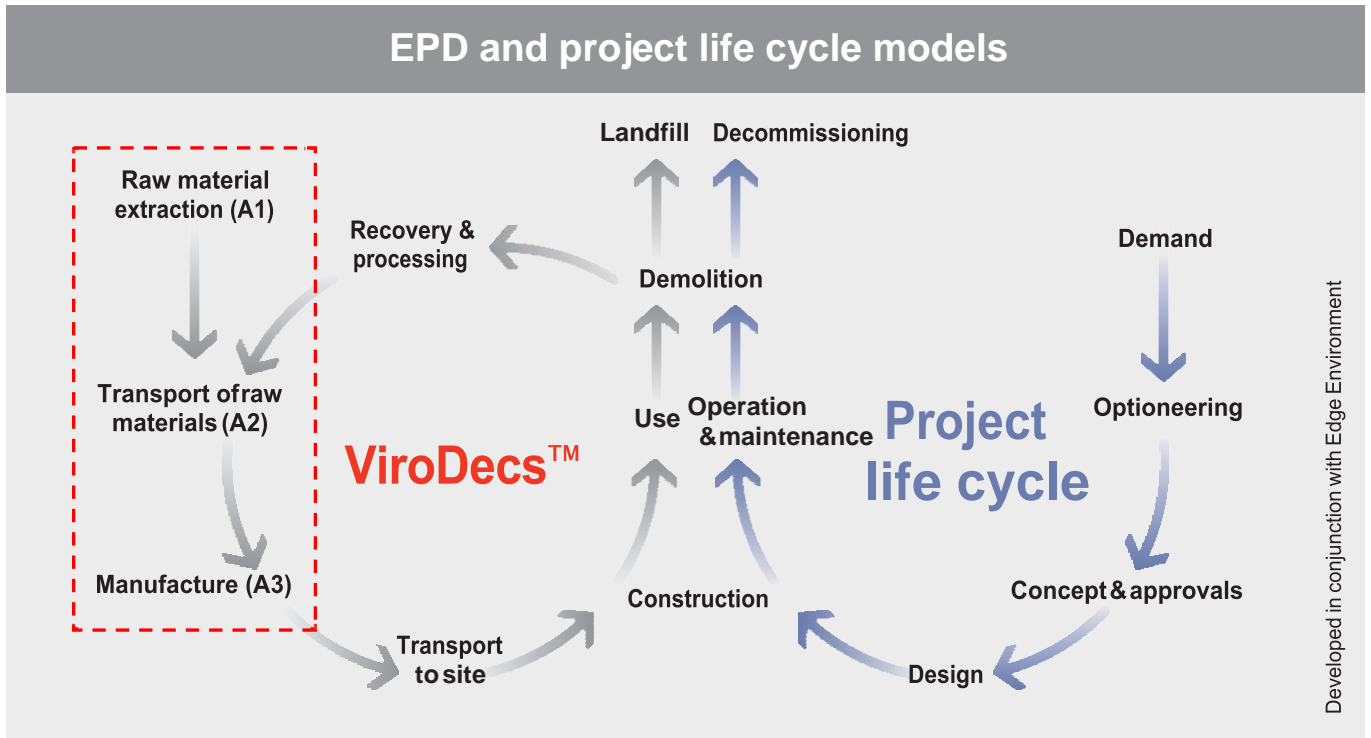 EPD and project life cycle models
Landfill
Decommissioning
Raw material
extraction (A1)
Recovery &
processing
Demand
Demolition
Transport of raw
materials (A2)
Use
Operation
& maintenance
Optioneering
ViroDecs™
Project
life cycle
Manufacture (A3)
Construction
Concept & approvals
Transport
to site
Design
Developed in conjunction with Edge Environment